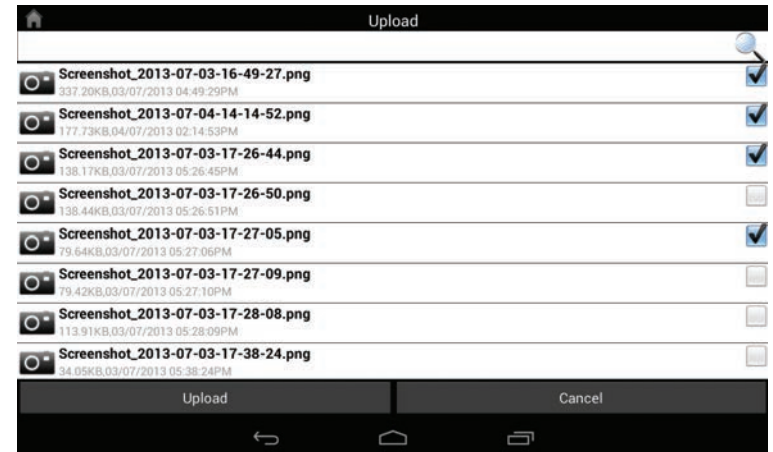 Upload
Screenshot_2013-07-03-16-49-27.png
337.20KB,03/07/2013 04:49:29PM
Screenshot_2013-07-04-14-14-52.png
177.73KB,04/07/2013 02:14:53PM
Screenshot_2013-07-03-17-26-44.png
138.17KB,03/07/2013 05:26:45PM
Screenshot_2013-07-03-17-26-50.png
138.44KB,03/07/2013 05:26:51PM
Screenshot_2013-07-03-17-27-05.png
79.64KB,03/07/2013 05:27:06PM
Screenshot_2013-07-03-17-27-09.png
79.42KB,03/07/2013 05:27:10PM
Screenshot_2013-07-03-17-28-08.png
113.91KB,03/07/2013 05:28:09PM
Screenshot_2013-07-03-17-38-24.png
34.05KB,03/07/2013 05:38:24PM
Upload Cancel